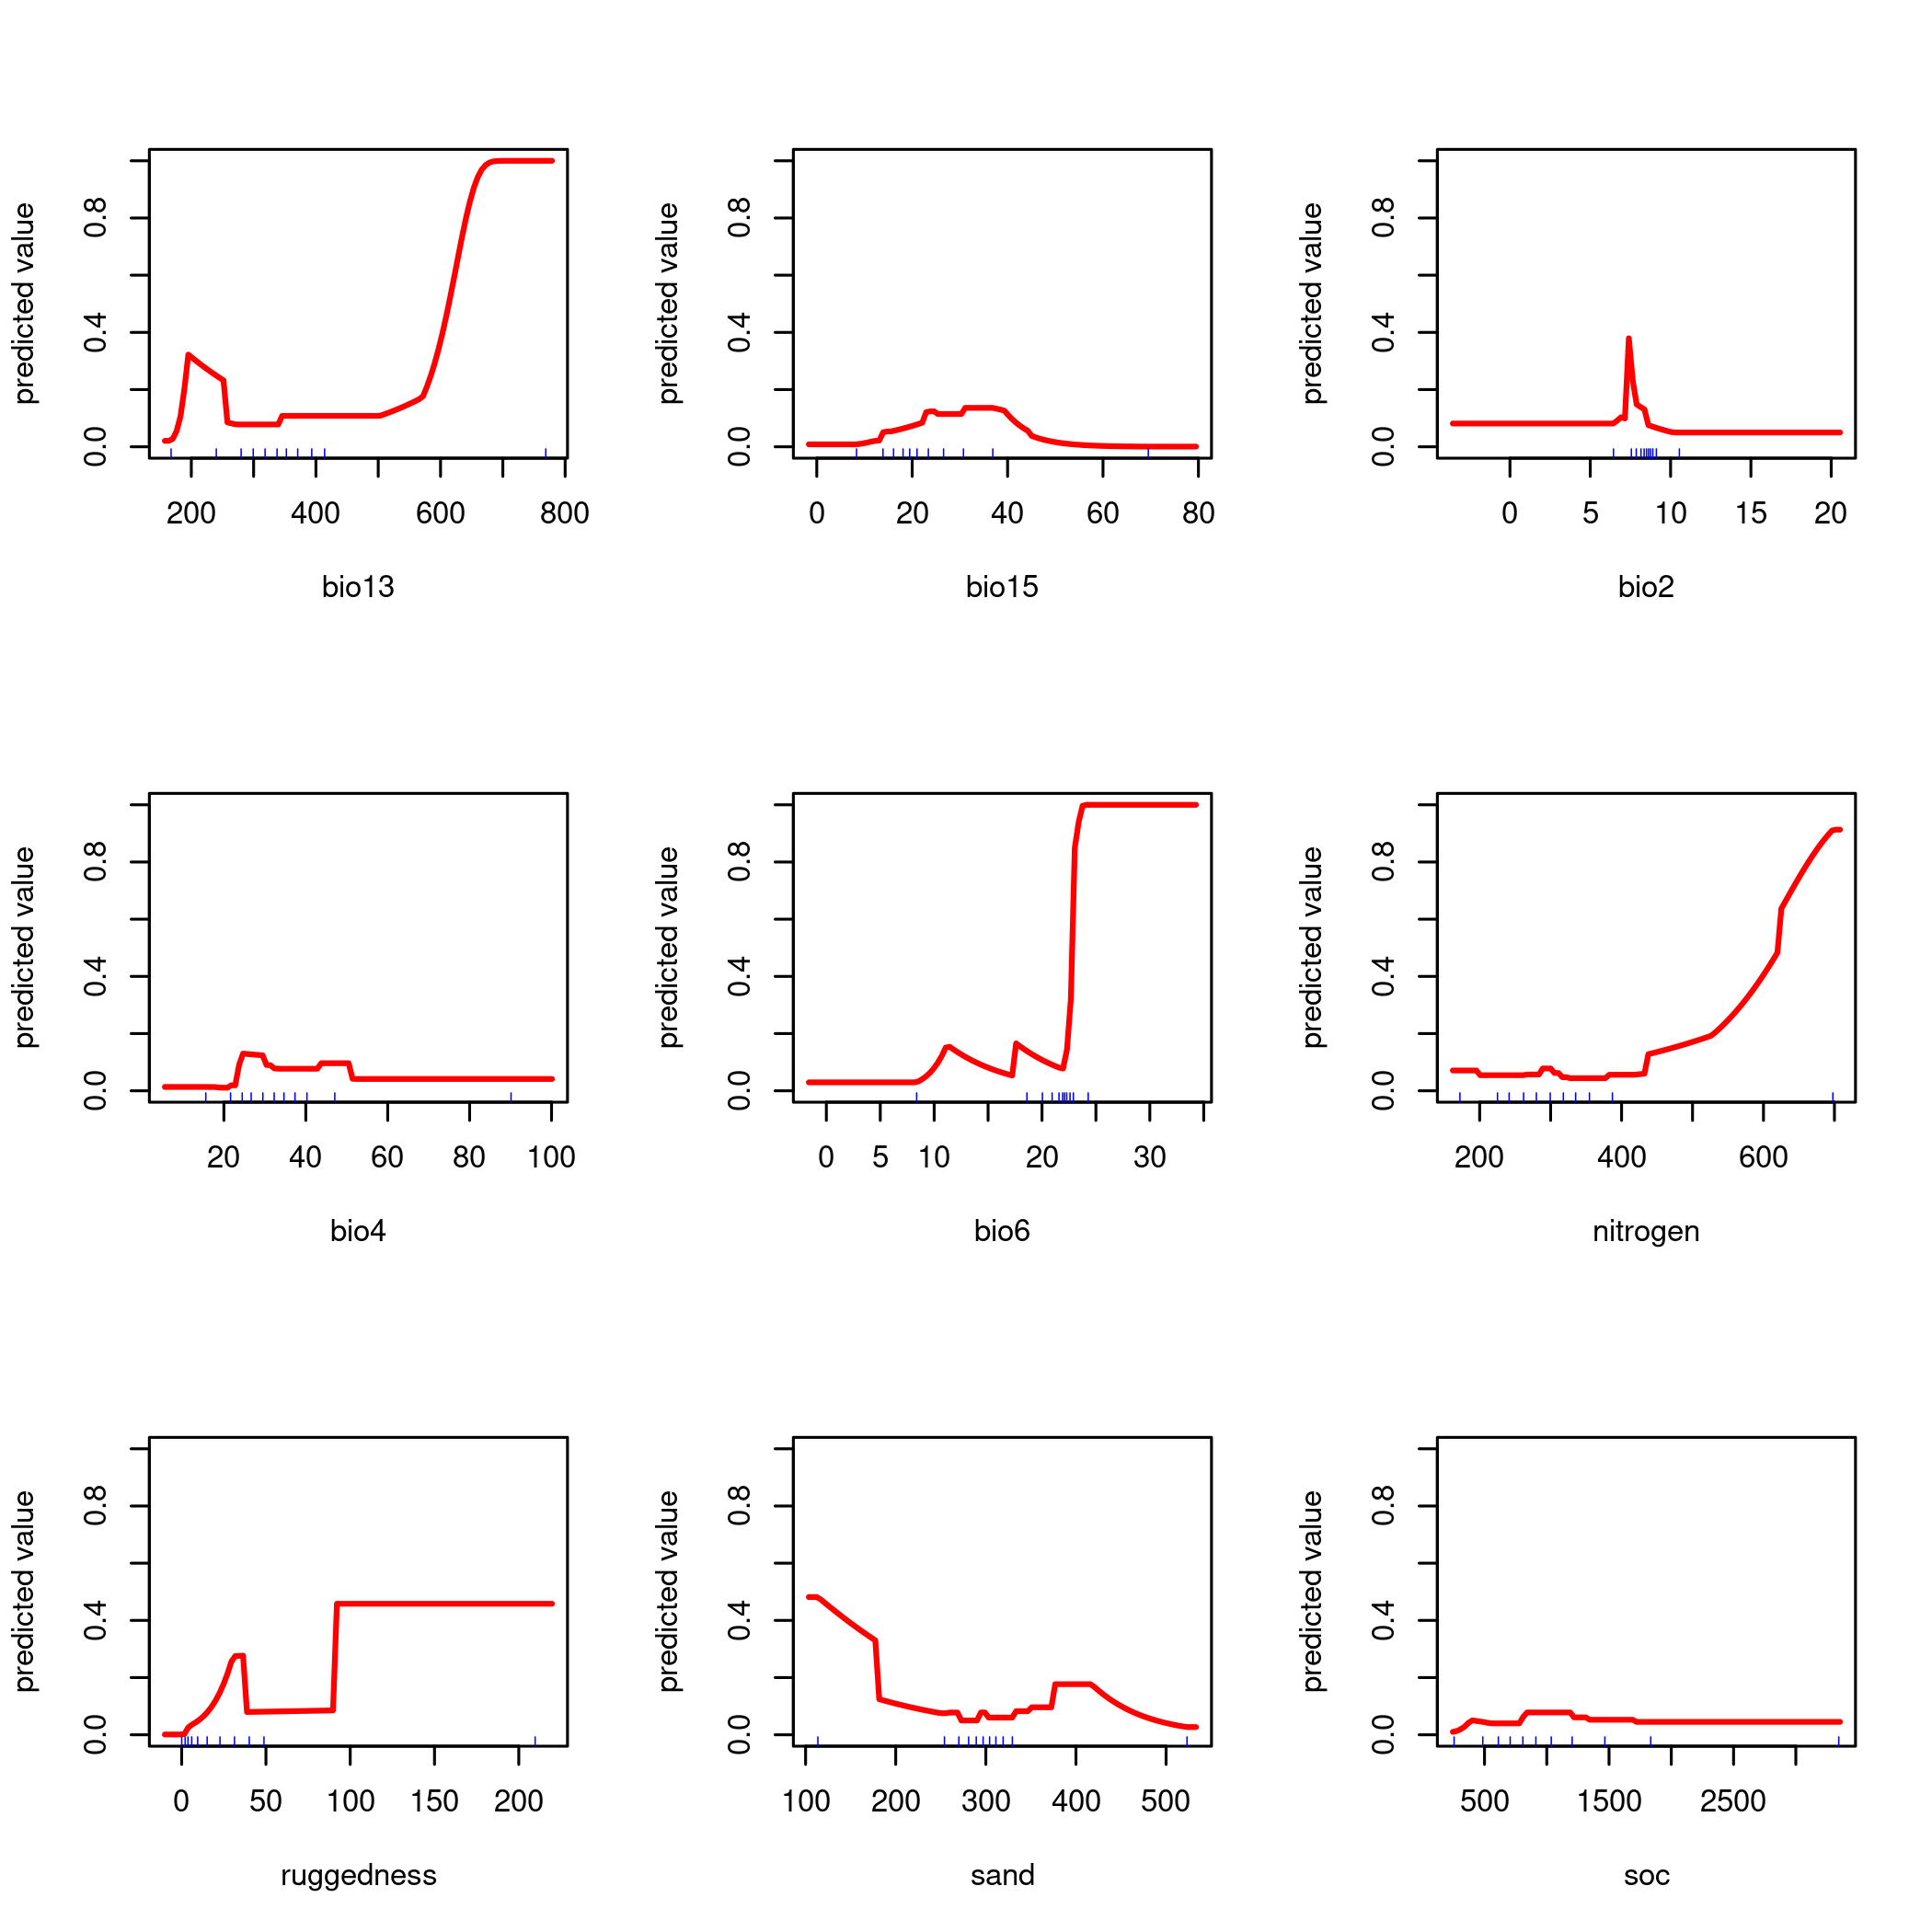 predicted value
0.0 0.4 0.8
200 400 600 800
bio13
predicted value
0.0 0.4 0.8
0 20 40 60 80
bio15
predicted value
0.0 0.4 0.8
0 5 10 15 20
bio2
predicted value
0.0 0.4 0.8
20 40 60 80 100
bio4
predicted value
0.0 0.4 0.8
0 5 10 20 30
bio6
predicted value
0.0 0.4 0.8
200 400 600
nitrogen
predicted value
0.0 0.4 0.8
0 50 100 150 200
ruggedness
predicted value
0.0 0.4 0.8
100 200 300 400 500
sand
predicted value
0.0 0.4 0.8
500 1500 2500
soc